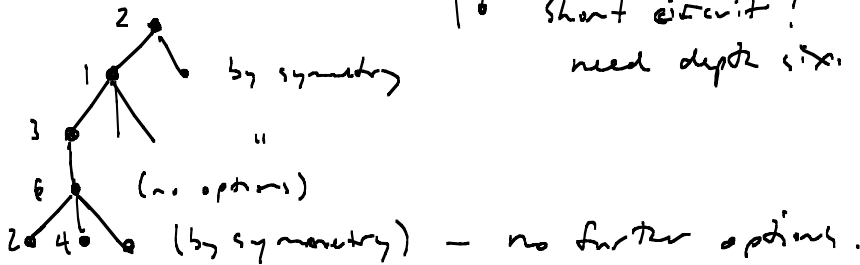 2 short circuit!
1 by symmetry need depth six.
3 "
6 (no options)
2 4 (by symmetry) — no further options.